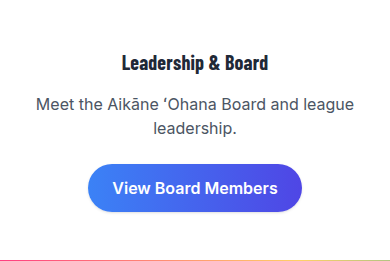 Leadership & Board
Meet the Aikāne ʻOhana Board and league
leadership.
View Board Members